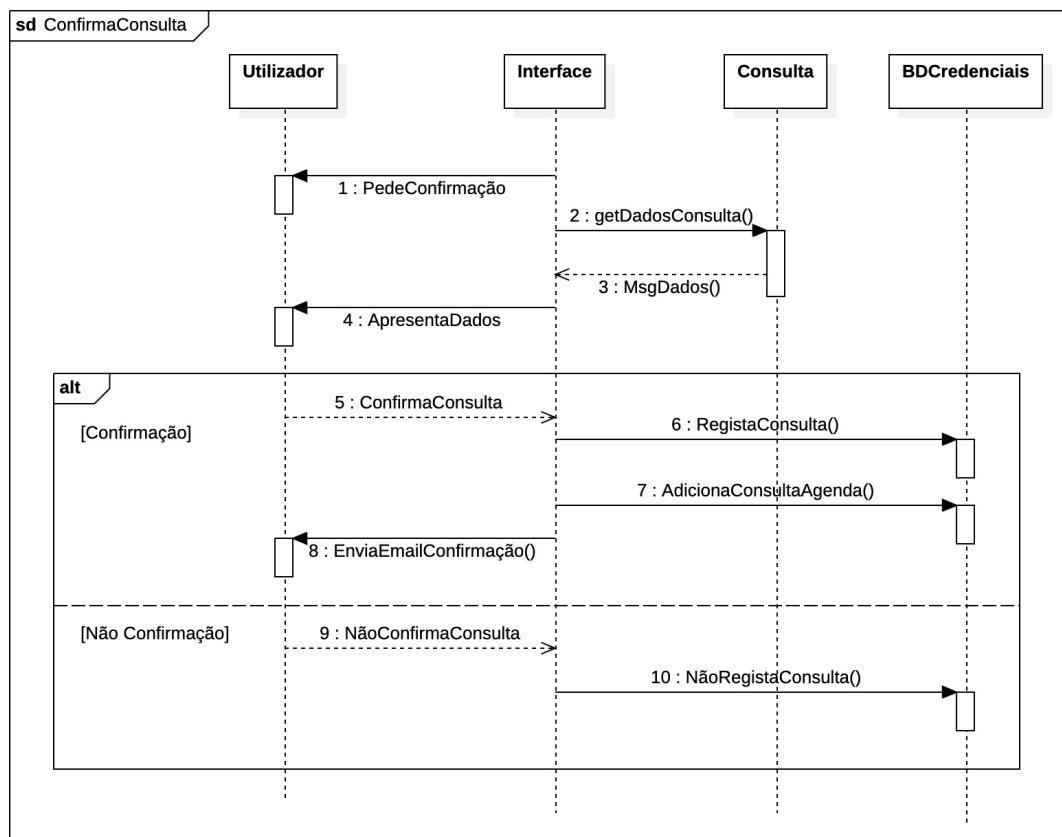 sd ConfirmaConsulta
Utilizador
Interface
Consulta
BDCredenciais
1 : PedeConfirmação
2 : getDadosConsulta()
3 : MsgDados()
4 : ApresentaDados
alt
5 : ConfirmaConsulta
[Confirmação]
6 : RegistaConsulta()
7 : AdicionaConsultaAgenda()
8 : EnviaEmailConfirmação()
[Não Confirmação]
9 : NãoConfirmaConsulta
10 : NãoRegistaConsulta()